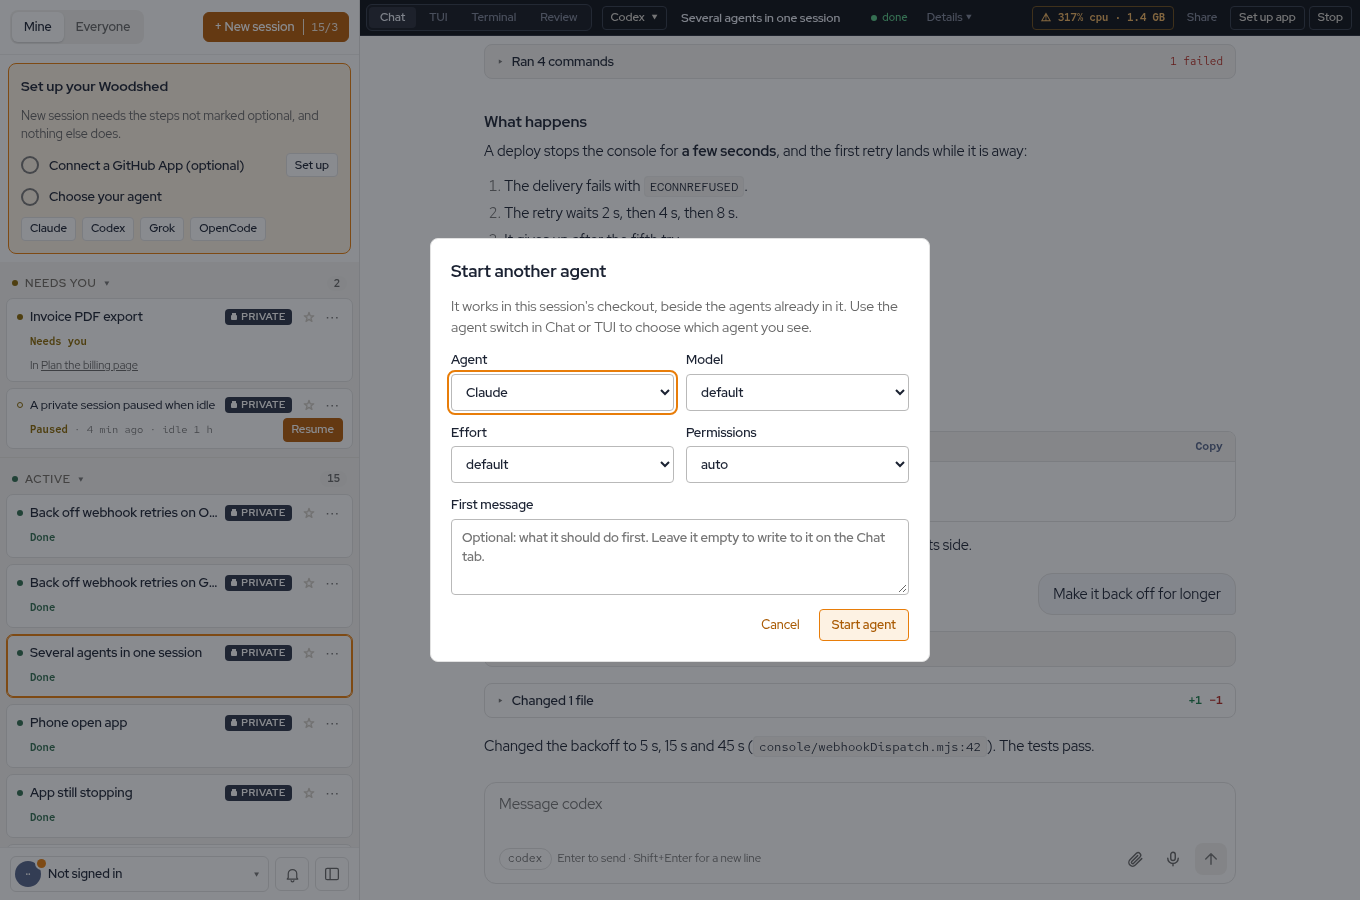 Mine
Everyone
+ New session
15/3
Set up your Woodshed
New session needs the steps not marked optional, and
nothing else does.
Connect a GitHub App (optional)
Set up
Choose your agent
Claude
Codex
Grok
OpenCode
NEEDS YOU
2
Invoice PDF export
PRIVATE
Needs you
In Plan the billing page
A private session paused when idle
PRIVATE
Paused · 4 min ago · idle 1 h
Resume
ACTIVE
15
Back off webhook retries on O...
PRIVATE
Done
Back off webhook retries on G...
PRIVATE
Done
Several agents in one session
PRIVATE
Done
Phone open app
PRIVATE
Done
App still stopping
PRIVATE
Done
Not signed in
Chat
TUI
Terminal
Review
Codex
Several agents in one session
done
Details
317% cpu · 1.4 GB
Share
Set up app
Stop
Ran 4 commands
1 failed
What happens
A deploy stops the console for a few seconds, and the first retry lands while it is away:
1. The delivery fails with ECONNREFUSED.
2. The retry waits 2 s, then 4 s, then 8 s.
Start another agent
It works in this session's checkout, beside the agents already in it. Use the
agent switch in Chat or TUI to choose which agent you see.
Agent
Model
Claude
default
Effort
Permissions
default
auto
First message
Optional: what it should do first. Leave it empty to write to it on the Chat
tab.
Cancel
Start agent
Copy
side.
Make it back off for longer
Changed 1 file
+1 −1
Changed the backoff to 5 s, 15 s and 45 s (console/webhookDispatch.mjs:42). The tests pass.
Message codex
codex
Enter to send · Shift+Enter for a new line